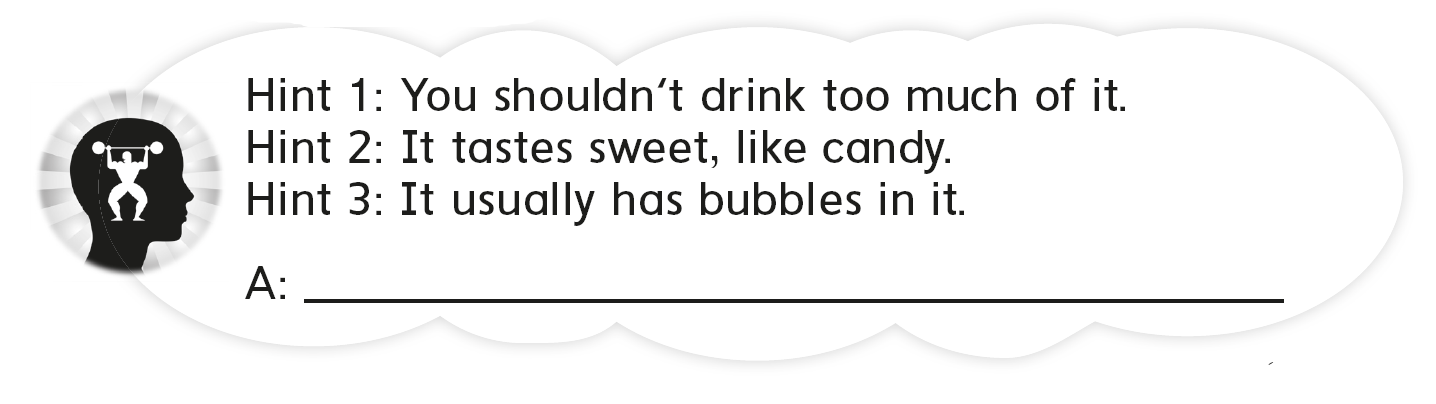 Hint 1: You shouldn't drink too much of it.
Hint 2: It tastes sweet, like candy.
Hint 3: It usually has bubbles in it.
A: